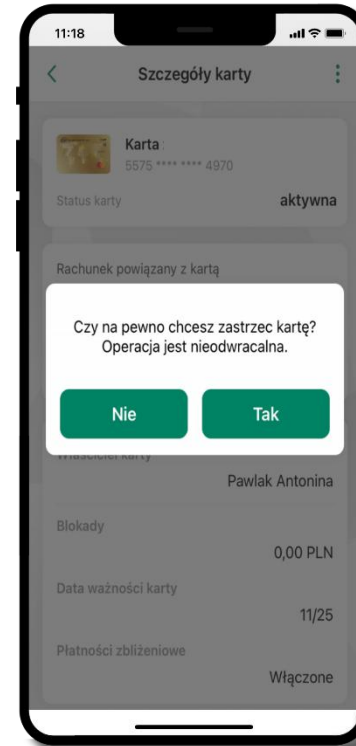 11:18
Szczegóły karty
Karta
5575 **** **** 4970
Status karty
aktywna
Rachunek powiązany z kartą
Czy na pewno chcesz zastrzec kartę?
Operacja jest nieodwracalna.
Nie
Tak
Właściciel karty
Pawlak Antonina
Blokady
0,00 PLN
Data ważności karty
11/25
Płatności zbliżeniowe
Włączone